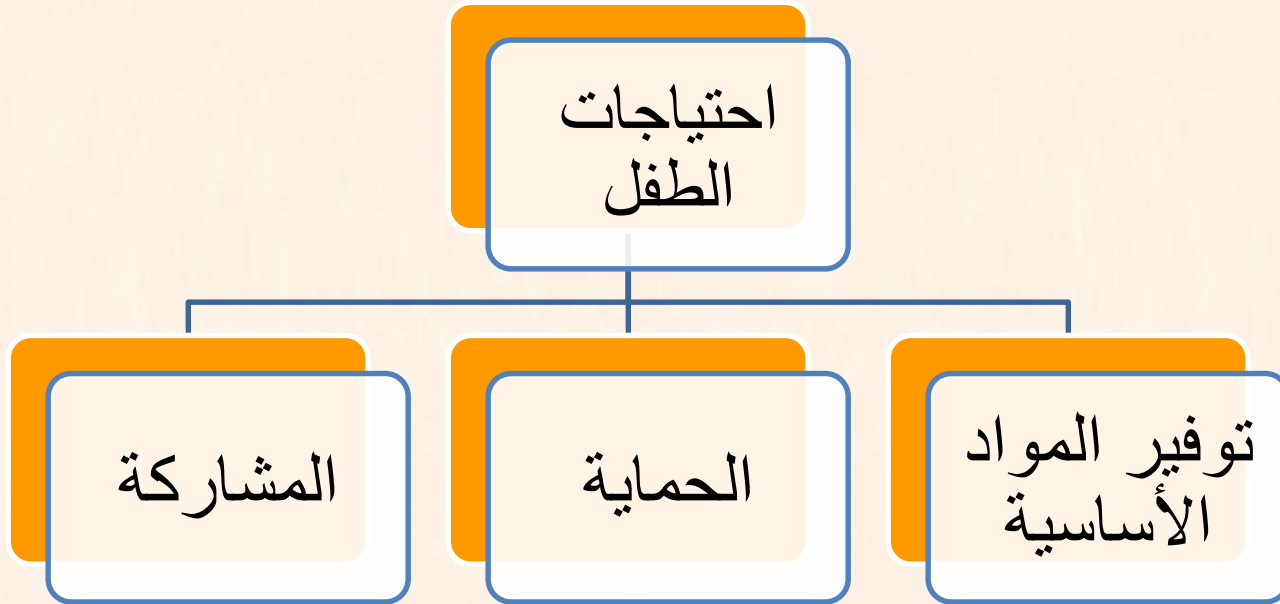 احتياجات
الطفل
توفير المواد
الأساسية
الحماية
المشاركة